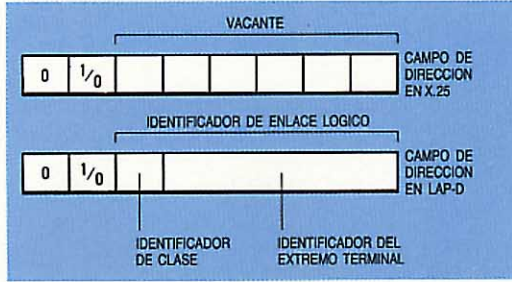 VACANTE
0 1/0
CAMPO DE
DIRECCION
EN X.25
IDENTIFICADOR DE ENLACE LOGICO
0 1/0
CAMPO DE
DIRECCION
EN LAP-D
IDENTIFICADOR
DE CLASE
IDENTIFICADOR DEL
EXTREMO TERMINAL